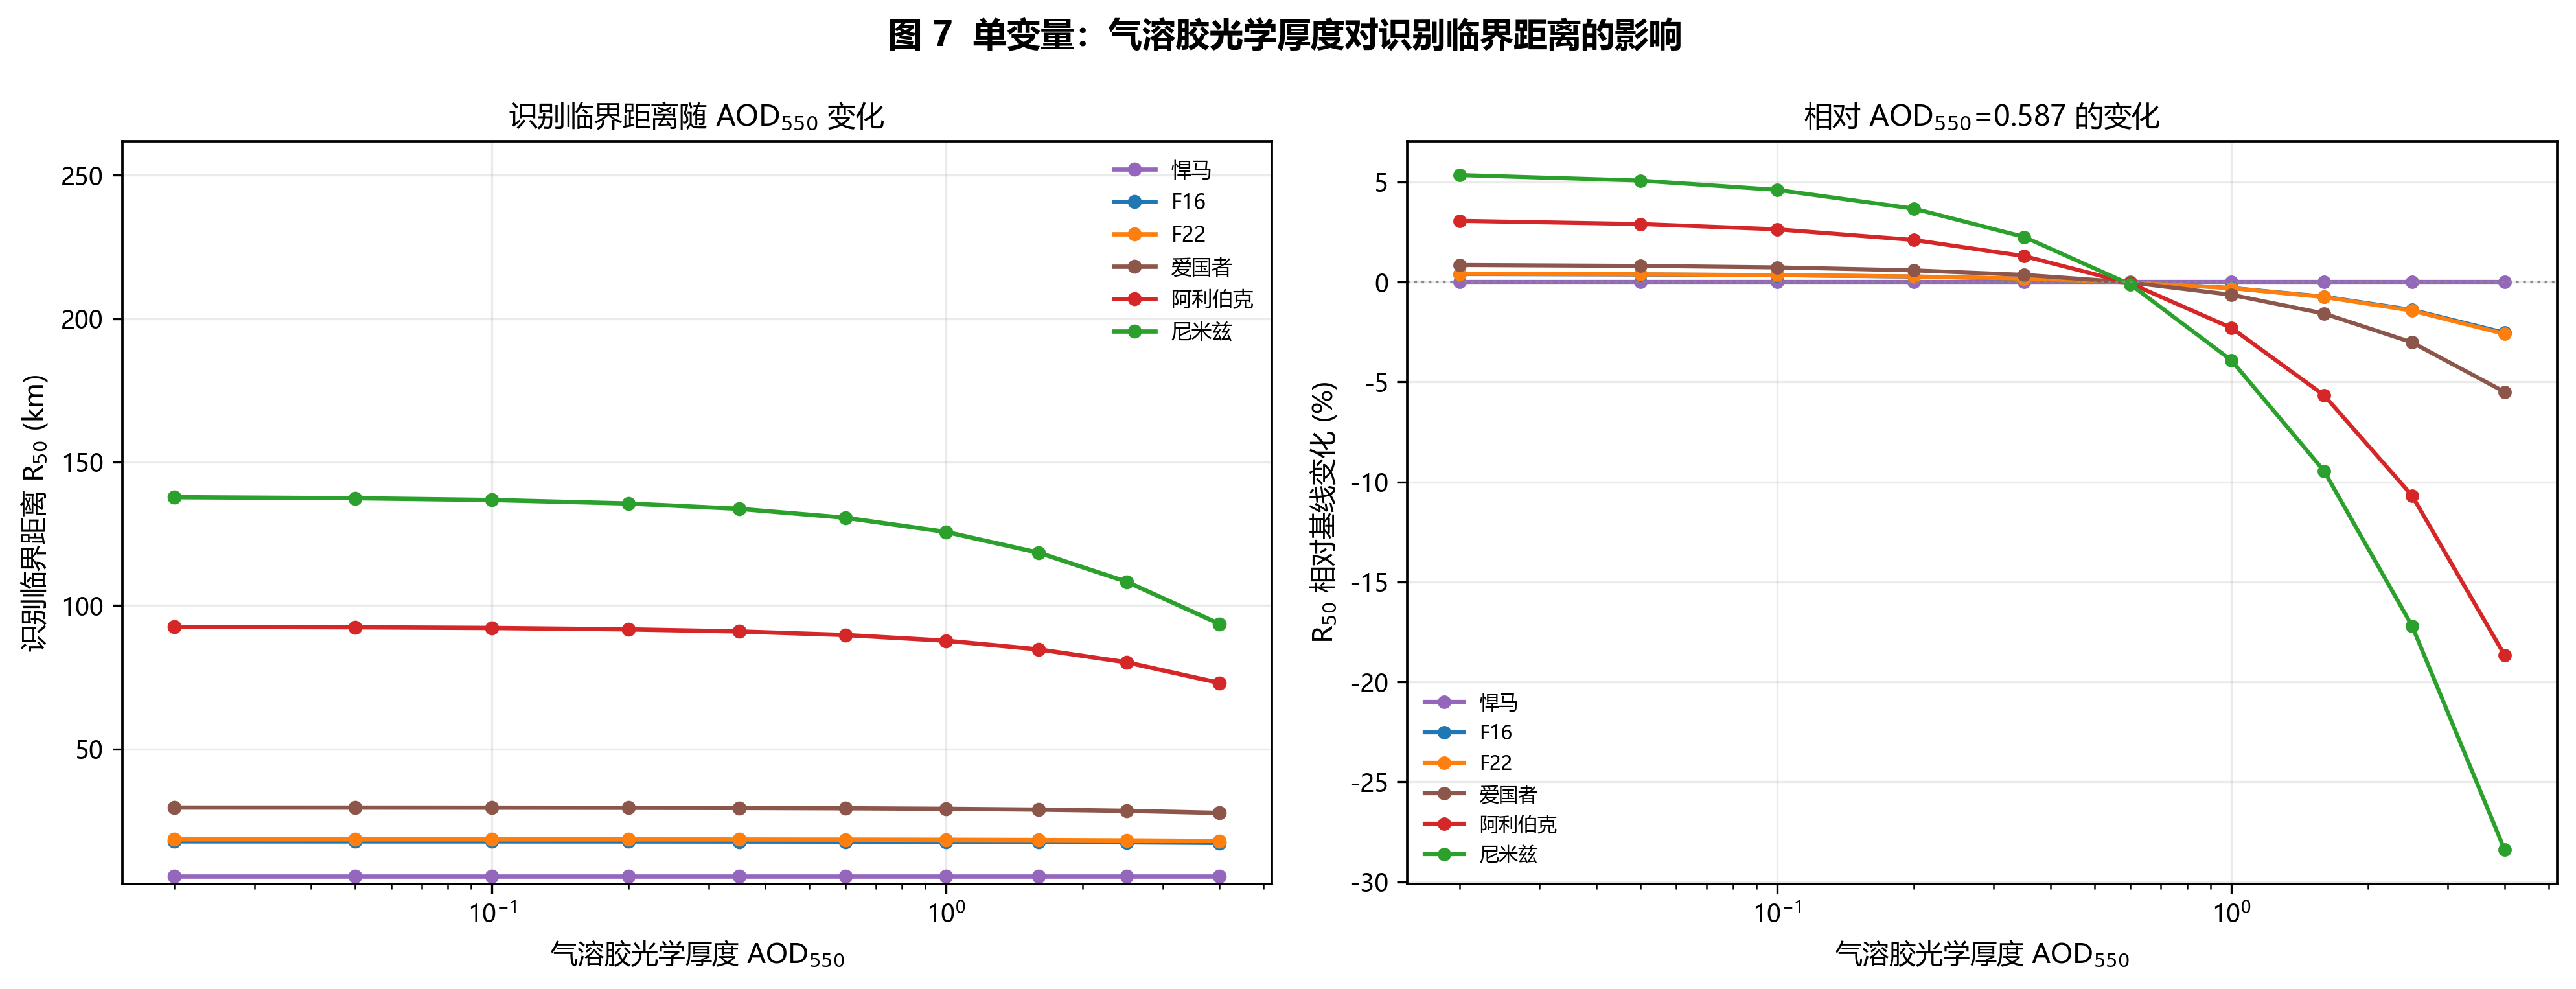 图 7 单变量：气溶胶光学厚度对识别临界距离的影响
识别临界距离随 AOD₅₅₀ 变化
250
200
150
100
50
识别临界距离 R₅₀ (km)
悍马
F16
F22
爱国者
阿利伯克
尼米兹
10⁻¹
10⁰
气溶胶光学厚度 AOD₅₅₀
相对 AOD₅₅₀=0.587 的变化
5
0
-5
-10
-15
-20
-25
-30
R₅₀ 相对基线变化 (%)
悍马
F16
F22
爱国者
阿利伯克
尼米兹
10⁻¹
10⁰
气溶胶光学厚度 AOD₅₅₀